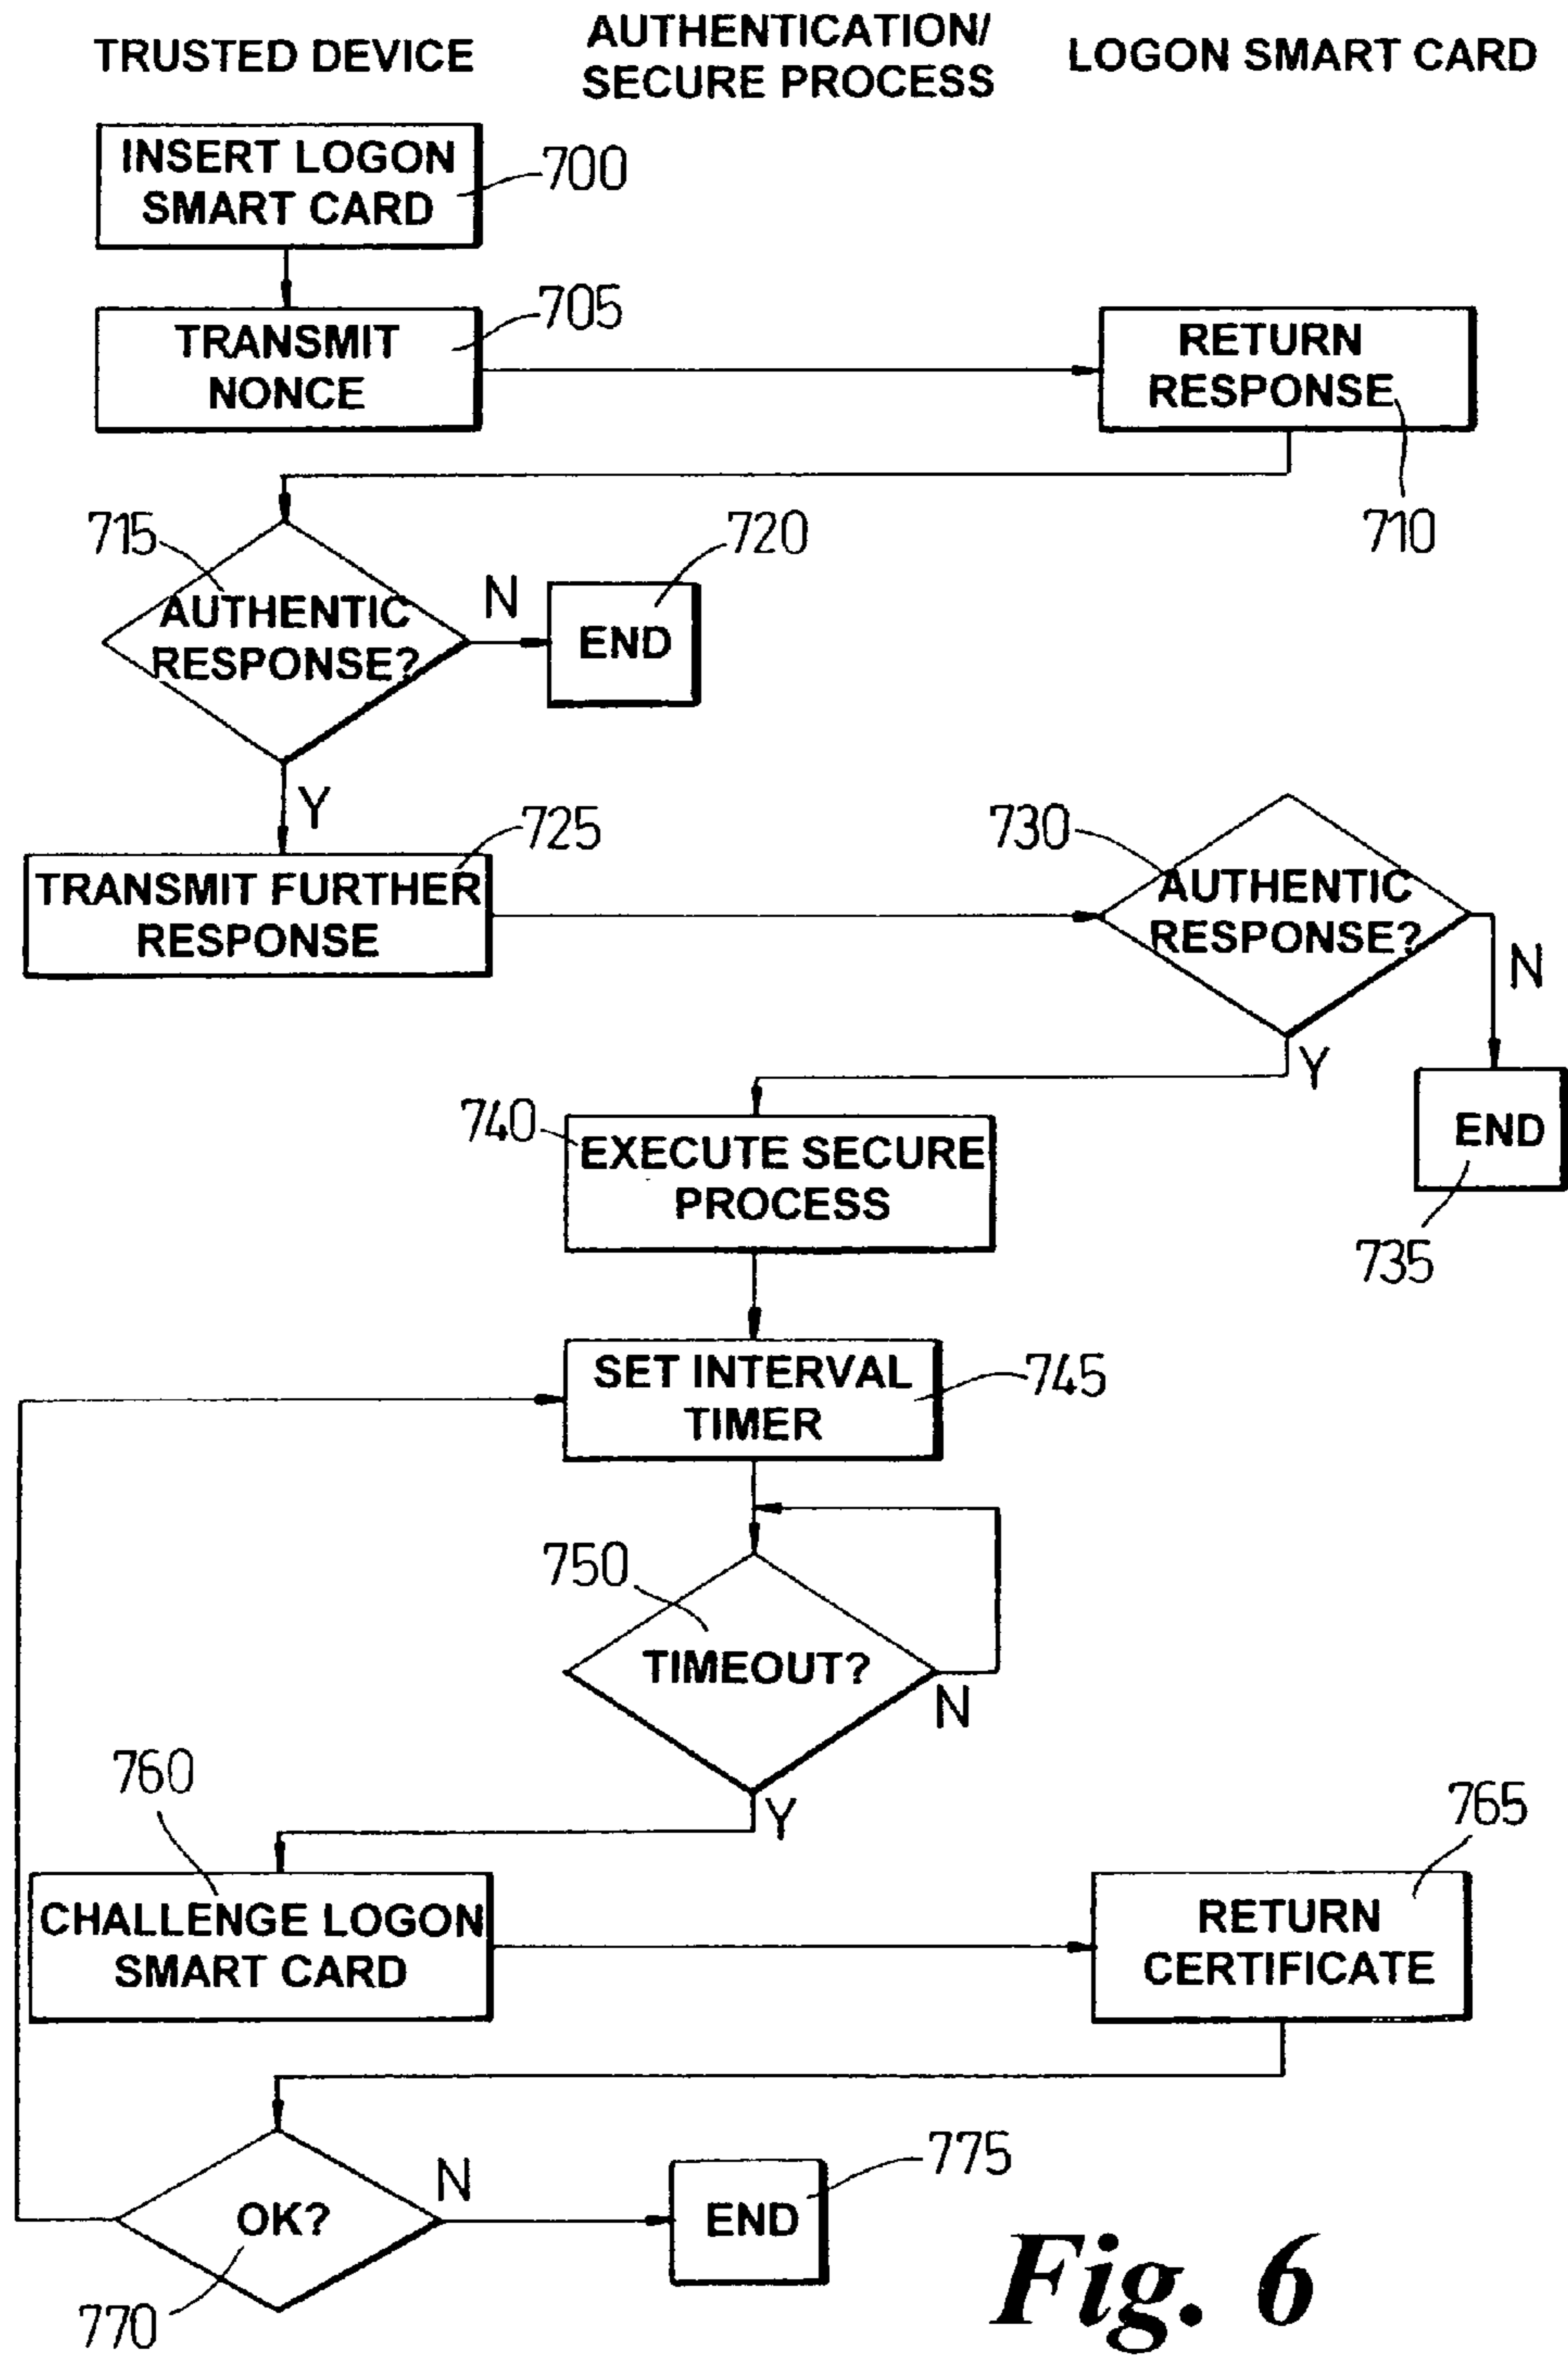 TRUSTED DEVICE
AUTHENTICATION/
SECURE PROCESS
LOGON SMART CARD
INSERT LOGON
SMART CARD
700
TRANSMIT
NONCE
705
RETURN
RESPONSE
710
715
AUTHENTIC
RESPONSE?
N
END
720
Y
TRANSMIT FURTHER
RESPONSE
725
730
AUTHENTIC
RESPONSE?
N
Y
END
735
740
EXECUTE SECURE
PROCESS
SET INTERVAL
TIMER
745
750
TIMEOUT?
N
Y
760
CHALLENGE LOGON
SMART CARD
765
RETURN
CERTIFICATE
OK?
N
770
END
775
Fig. 6